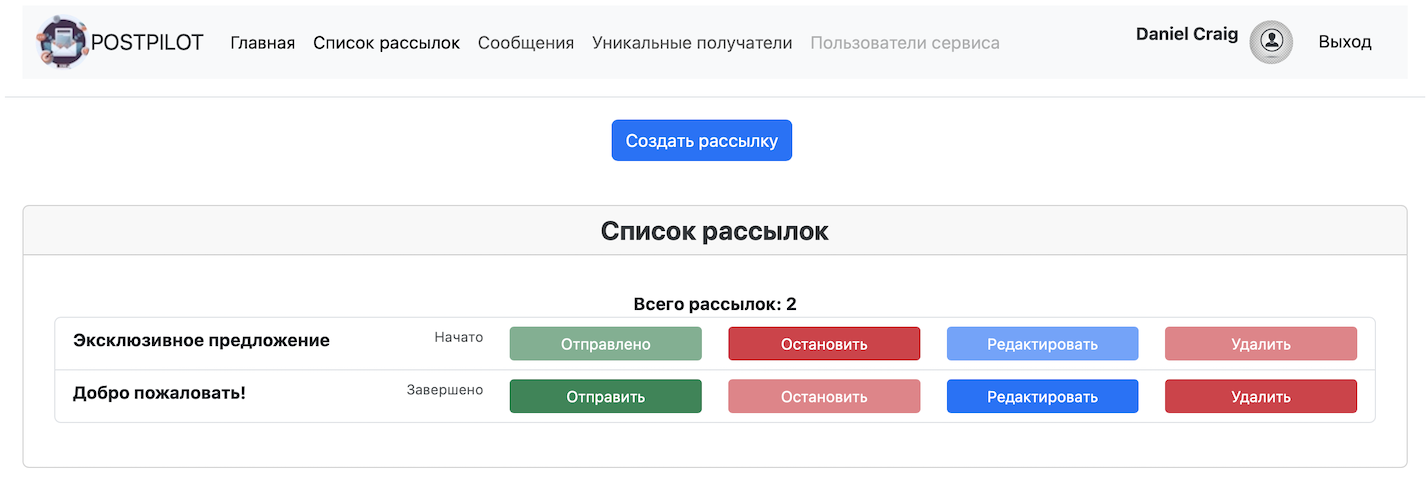 POSTPILOT Главная Список рассылок Сообщения Уникальные получатели Пользователи сервиса Daniel Craig Выход
Создать рассылку
Список рассылок
Всего рассылок: 2
Эксклюзивное предложение Начато Отправлено Остановить Редактировать Удалить
Добро пожаловать! Завершено Отправить Остановить Редактировать Удалить